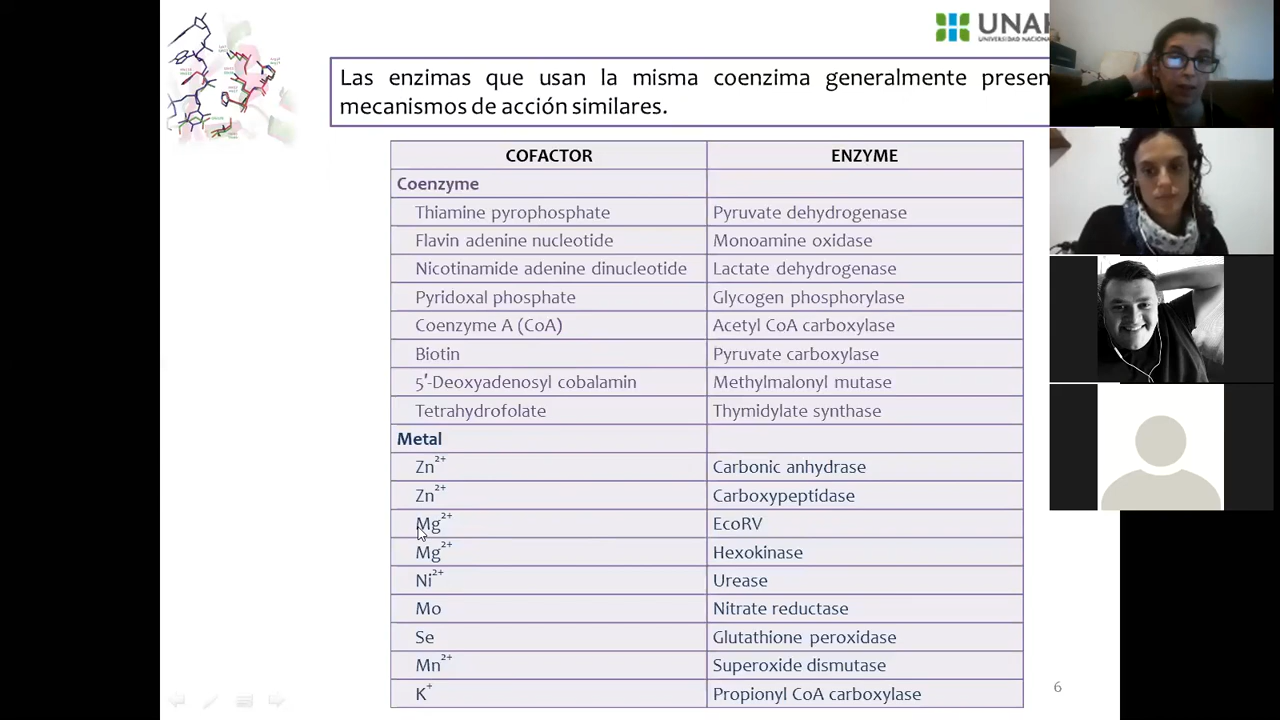 UNA
UNIVERSIDAD NACIONA
Las enzimas que usan la misma coenzima generalmente presen
mecanismos de acción similares.
COFACTOR ENZYME
Coenzyme
Thiamine pyrophosphate Pyruvate dehydrogenase
Flavin adenine nucleotide Monoamine oxidase
Nicotinamide adenine dinucleotide Lactate dehydrogenase
Pyridoxal phosphate Glycogen phosphorylase
Coenzyme A (CoA) Acetyl CoA carboxylase
Biotin Pyruvate carboxylase
5′-Deoxyadenosyl cobalamin Methylmalonyl mutase
Tetrahydrofolate Thymidylate synthase
Metal
Zn²⁺ Carbonic anhydrase
Zn²⁺ Carboxypeptidase
Mg²⁺ EcoRV
Mg²⁺ Hexokinase
Ni²⁺ Urease
Mo Nitrate reductase
Se Glutathione peroxidase
Mn²⁺ Superoxide dismutase
K⁺ Propionyl CoA carboxylase
6